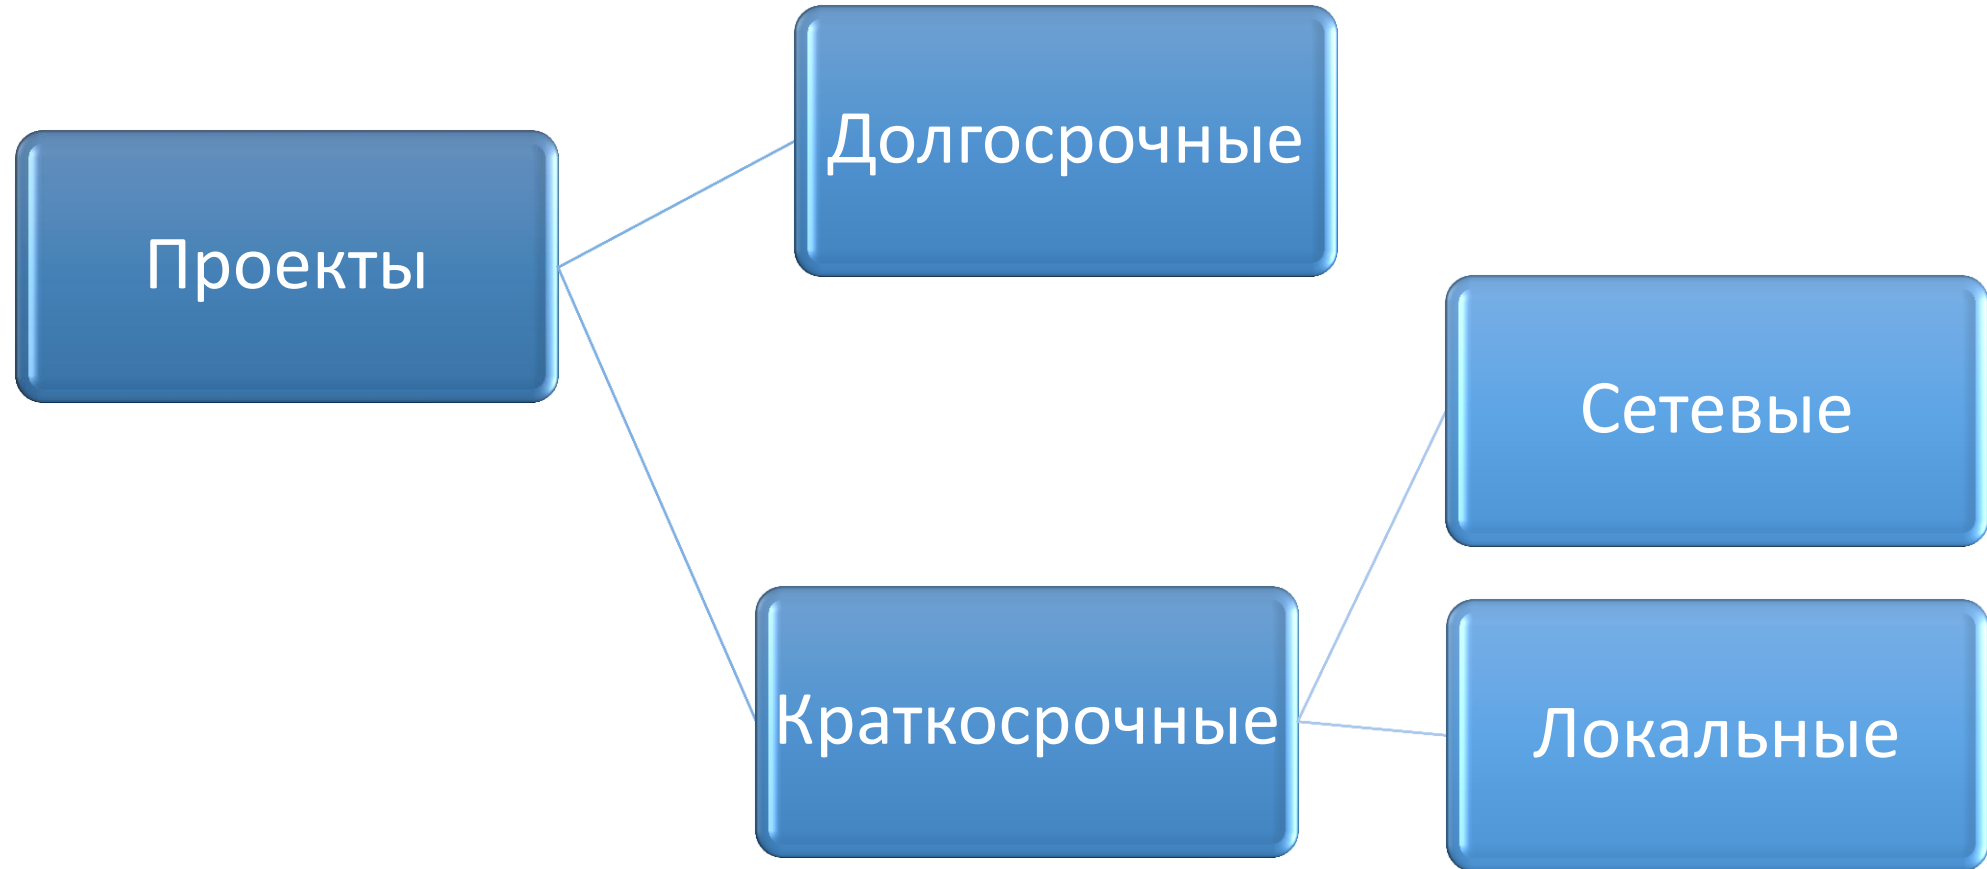 Проекты
Долгосрочные
Краткосрочные
Сетевые
Локальные